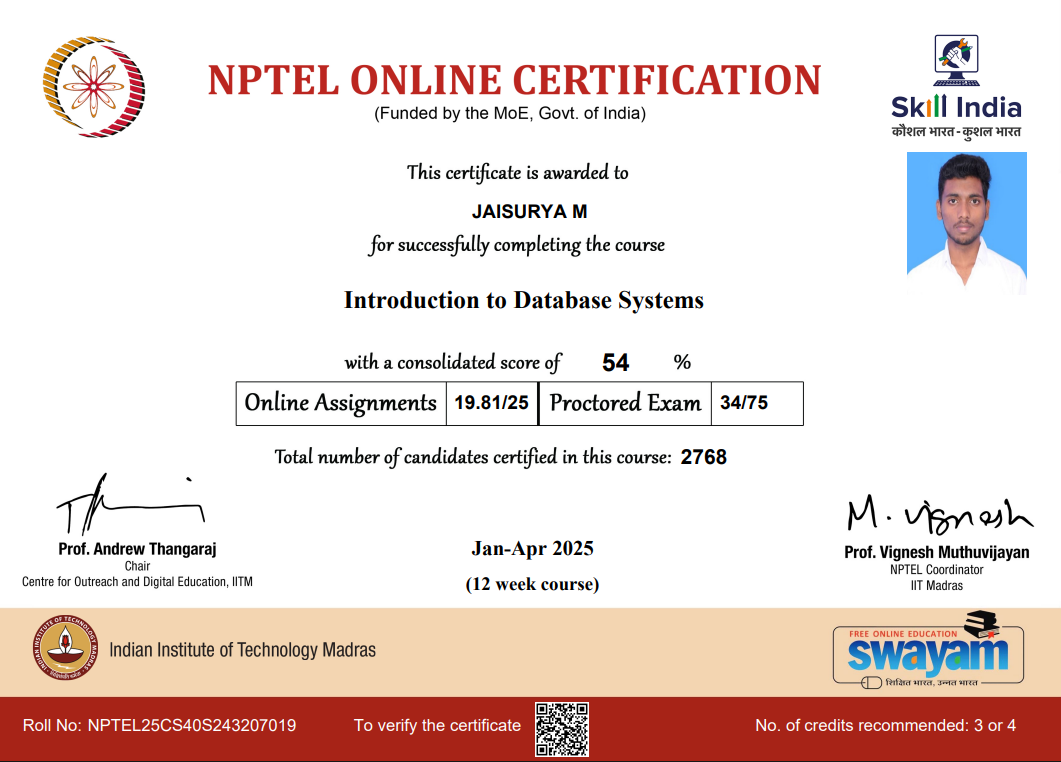 NPTEL ONLINE CERTIFICATION
(Funded by the MoE, Govt. of India)
Skill India
कौशल भारत - कुशल भारत
This certificate is awarded to
JAISURYA M
for successfully completing the course
Introduction to Database Systems
with a consolidated score of 54 %
Online Assignments 19.81/25 Proctored Exam 34/75
Total number of candidates certified in this course: 2768
M. Vignesh
Prof. Andrew Thangaraj
Chair
Centre for Outreach and Digital Education, IITM
Jan-Apr 2025
(12 week course)
Prof. Vignesh Muthuvijayan
NPTEL Coordinator
IIT Madras
INDIAN INSTITUTE OF TECHNOLOGY MADRAS
Indian Institute of Technology Madras
FREE ONLINE EDUCATION
swayam
शिक्षित भारत, उन्नत भारत
Roll No: NPTEL25CS40S243207019
To verify the certificate
No. of credits recommended: 3 or 4